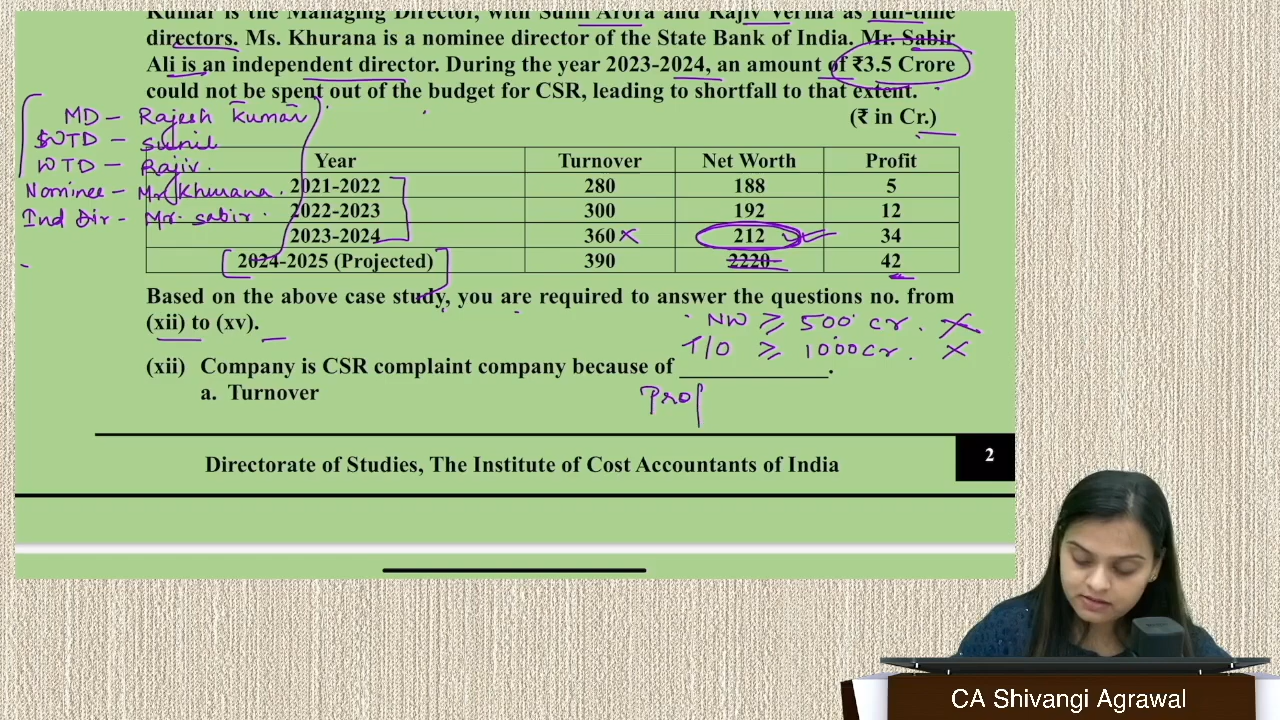 Kumar is the Managing Director, with Sunil Arora and Rajiv Verma as full-time
directors. Ms. Khurana is a nominee director of the State Bank of India. Mr. Sabir
Ali is an independent director. During the year 2023-2024, an amount of ₹3.5 Crore
could not be spent out of the budget for CSR, leading to shortfall to that extent.
(₹ in Cr.)
MD - Rajesh Kumar
WTD - Sunil
WTD - Rajiv.
Nominee - Mr. Khurana.
Ind Dir - Mr. Sabir.
Year Turnover Net Worth Profit
2021-2022 280 188 5
2022-2023 300 192 12
2023-2024 360 x 212 34
2024-2025 (Projected) 390 2220 42
Based on the above case study, you are required to answer the questions no. from
(xii) to (xv).
NW ≥ 500 cr. x
T/O ≥ 1000 cr. x
(xii) Company is CSR complaint company because of ______________.
a. Turnover
Prof
Directorate of Studies, The Institute of Cost Accountants of India
2
CA Shivangi Agrawal